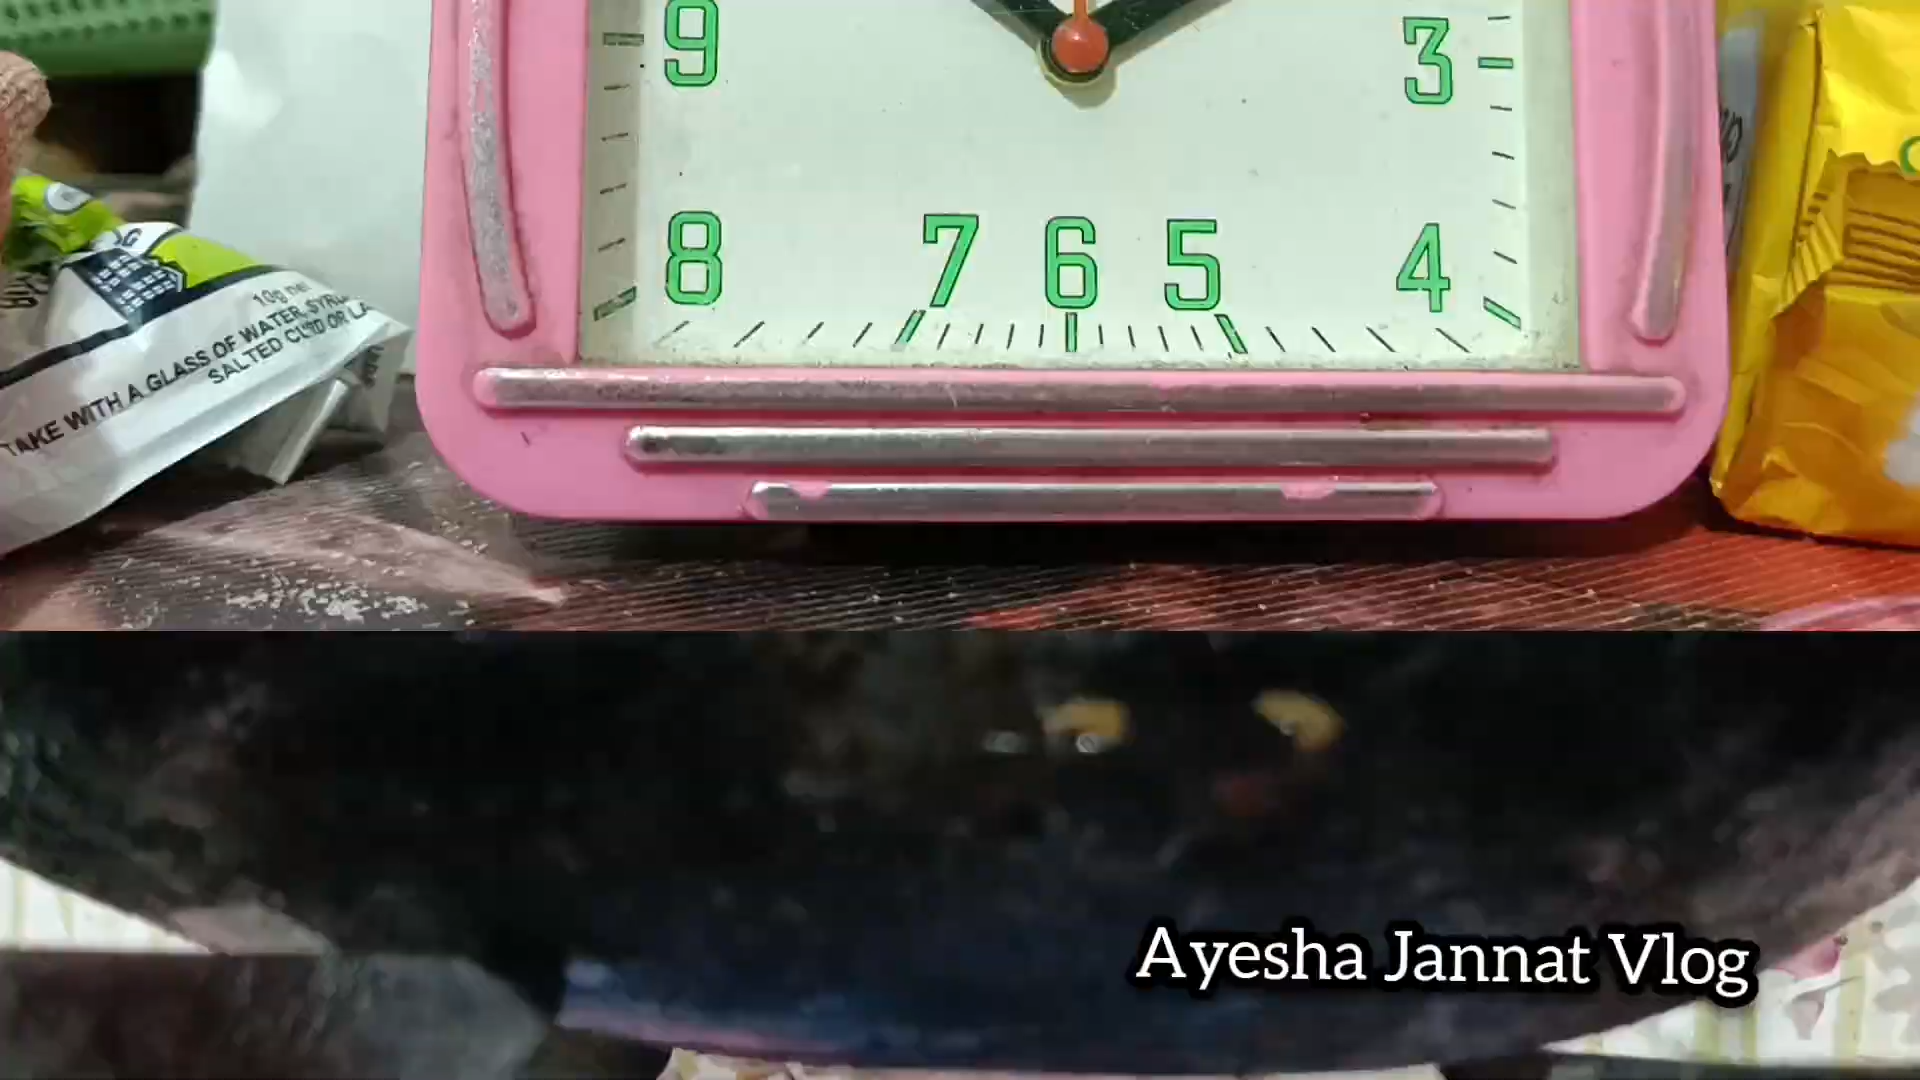 9
3
8
7 6 5
4
10g net
TAKE WITH A GLASS OF WATER, SYRUP
SALTED CURD OR
Ayesha Jannat Vlog